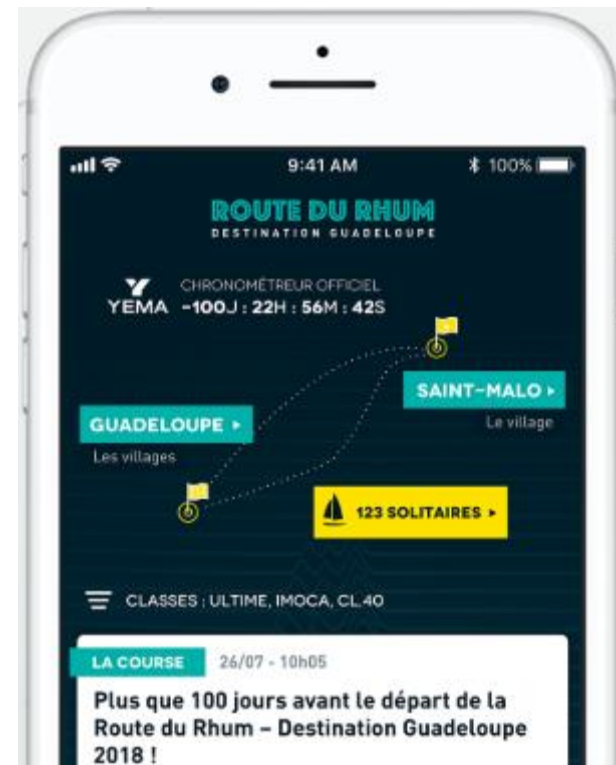 9:41 AM
100%
ROUTE DU RHUM
DESTINATION GUADELOUPE
CHRONOMÉTREUR OFFICIEL
YEMA -100J : 22H : 56M : 42S
SAINT-MALO
Le village
GUADELOUPE
Les villages
123 SOLITAIRES
CLASSES : ULTIME, IMOCA, CL.40
LA COURSE 26/07 - 10h05
Plus que 100 jours avant le départ de la
Route du Rhum – Destination Guadeloupe
2018 !